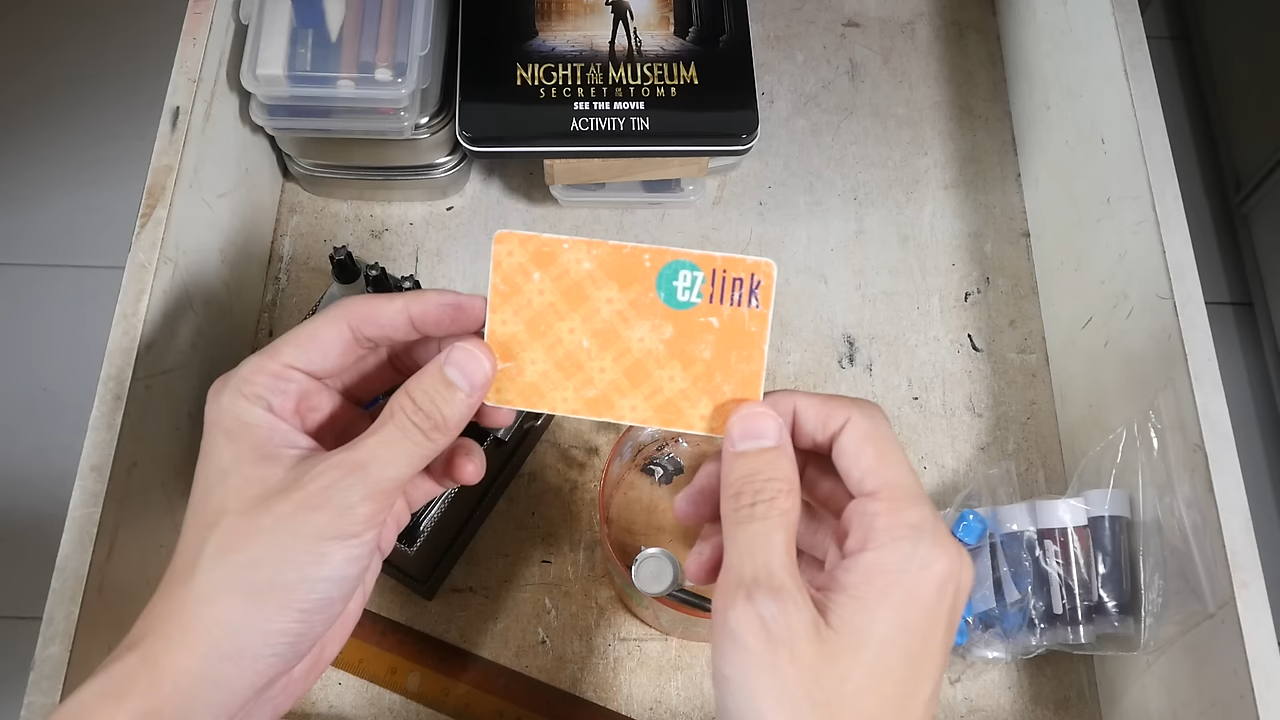 NIGHT AT THE MUSEUM
SECRET OF THE TOMB
SEE THE MOVIE
ACTIVITY TIN
ez link